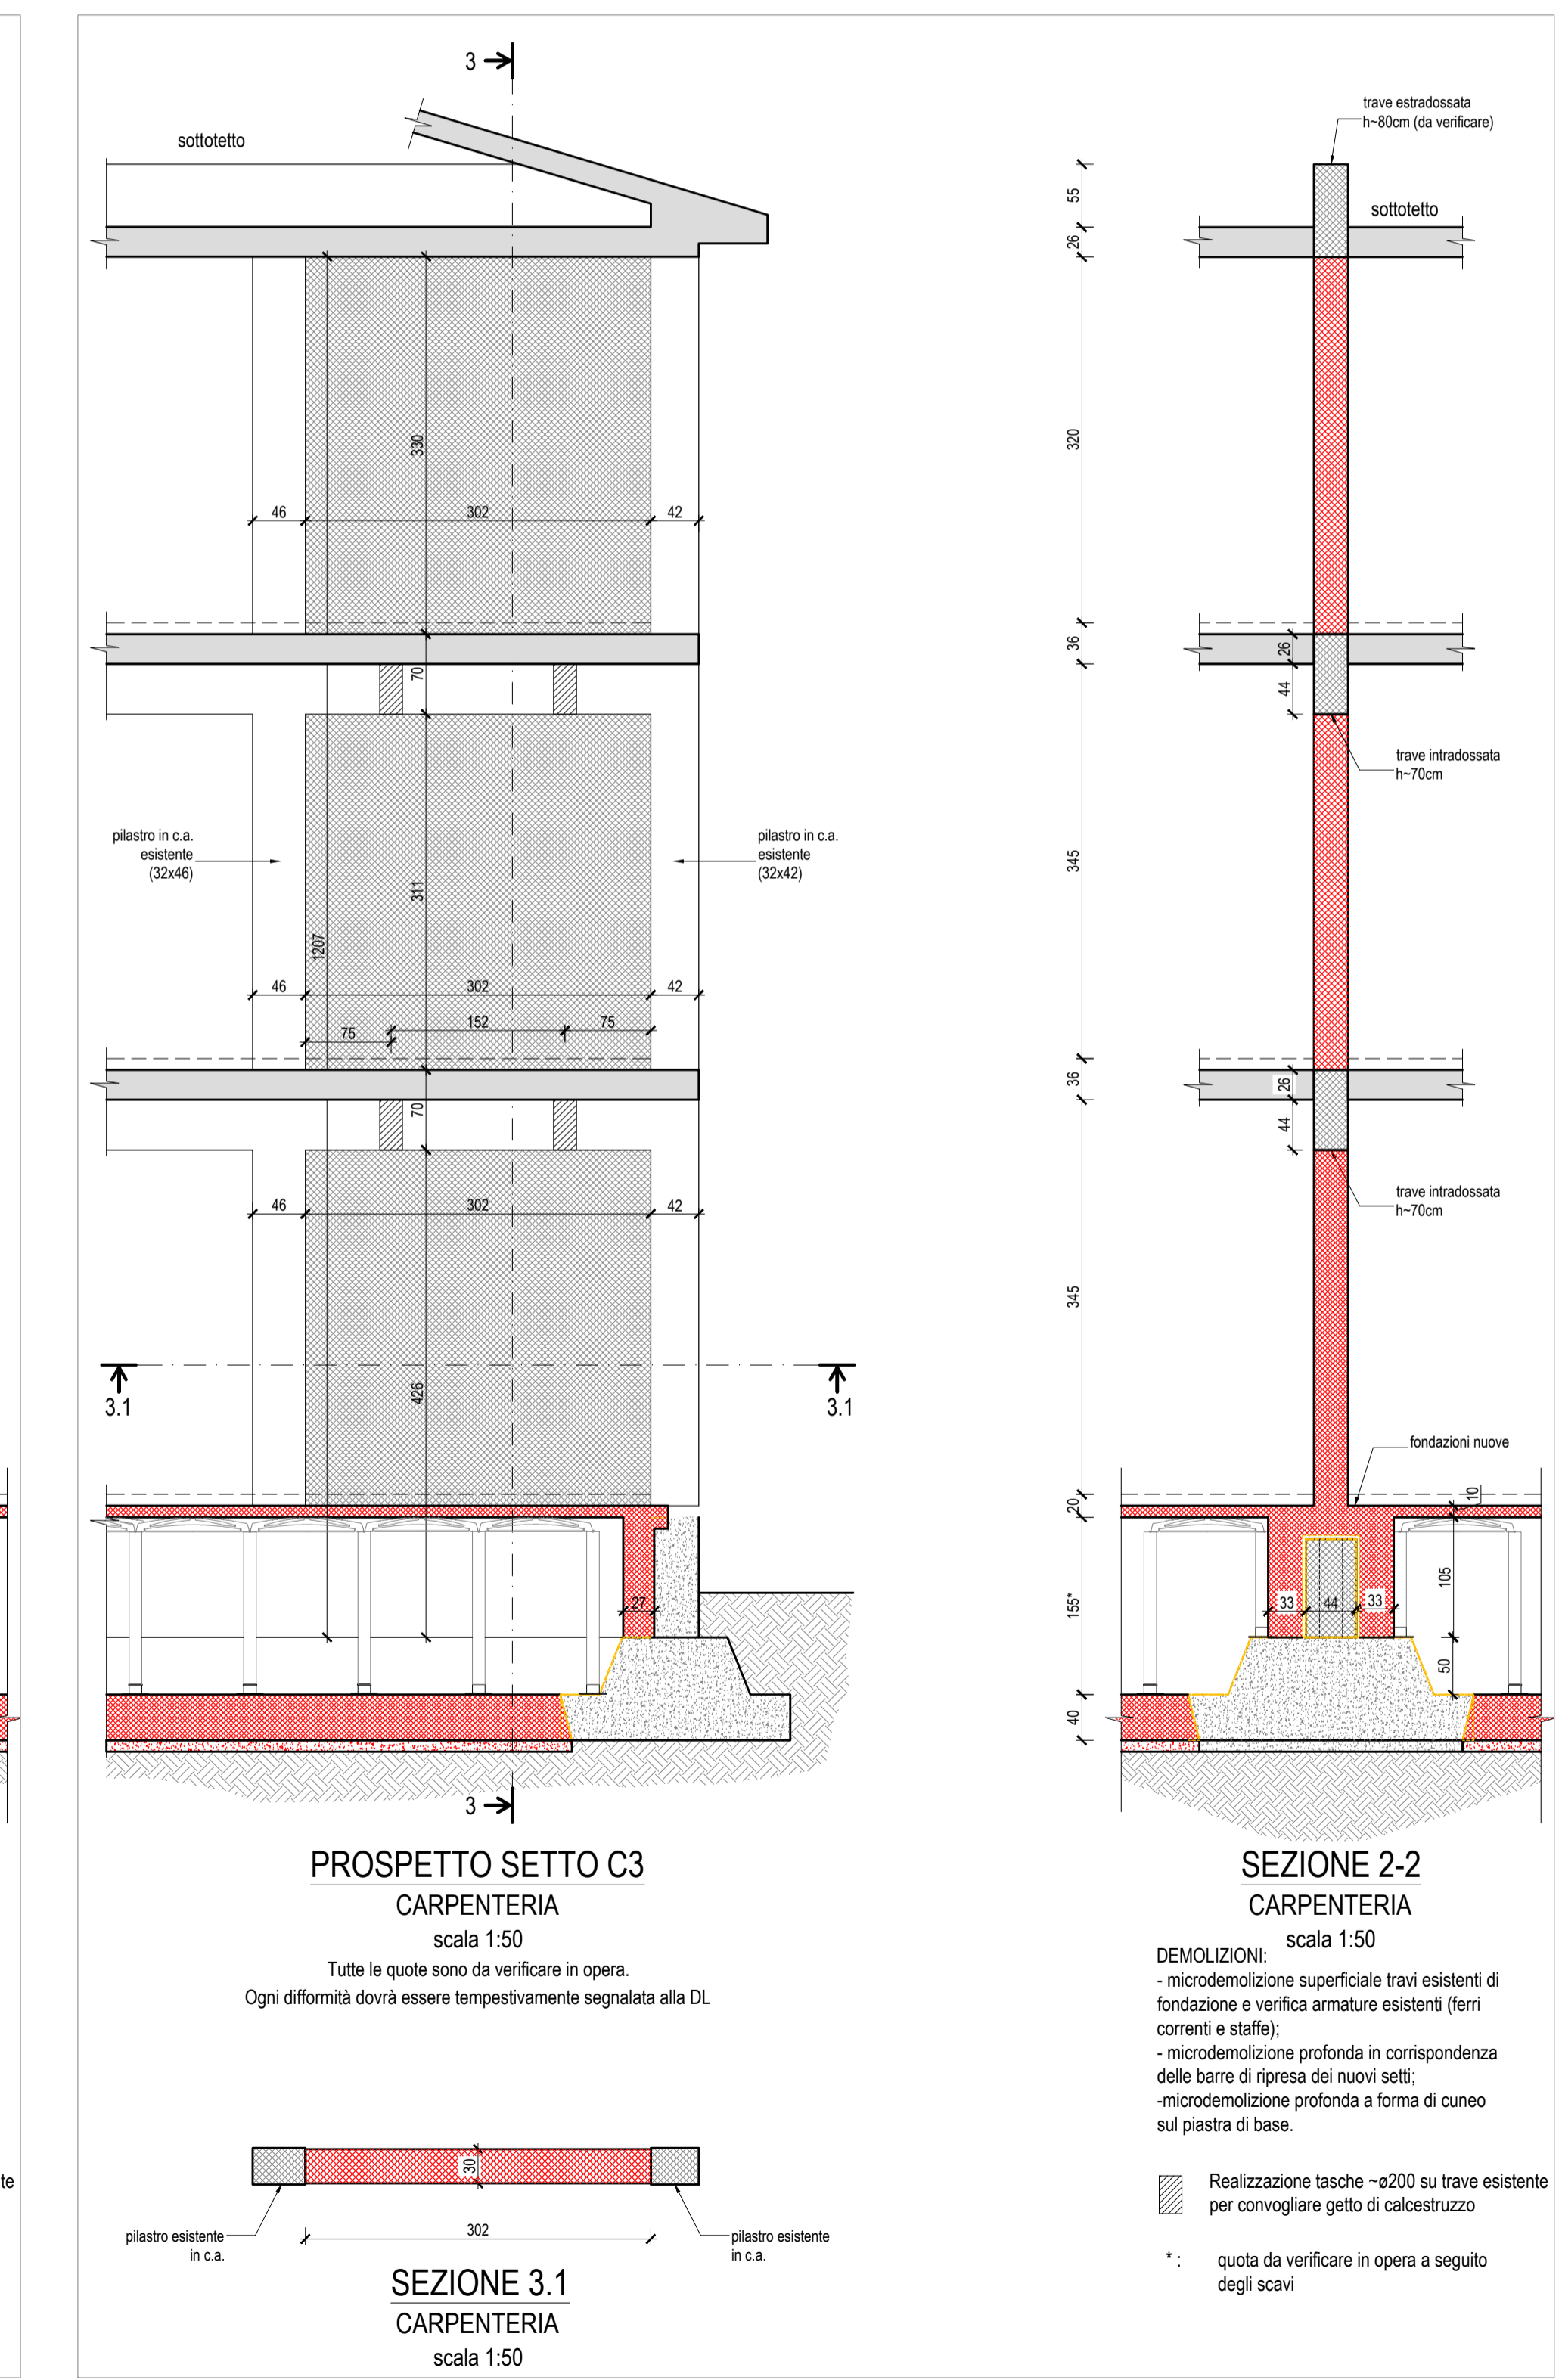 3
sottotetto
330
46
302
42
70
pilastro in c.a.
esistente
(32x46)
pilastro in c.a.
esistente
(32x42)
311
1207
46
302
42
75
152
75
70
46
302
42
426
3.1
3.1
27
3
PROSPETTO SETTO C3
CARPENTERIA
scala 1:50
Tutte le quote sono da verificare in opera.
Ogni difformità dovrà essere tempestivamente segnalata alla DL
30
pilastro esistente
in c.a.
302
pilastro esistente
in c.a.
SEZIONE 3.1
CARPENTERIA
scala 1:50
te
trave estradossata
h~80cm (da verificare)
55
sottotetto
26
320
36
26
44
trave intradossata
h~70cm
345
36
26
44
trave intradossata
h~70cm
345
fondazioni nuove
20
10
155*
105
33
44
33
50
40
SEZIONE 2-2
CARPENTERIA
scala 1:50
DEMOLIZIONI:
- microdemolizione superficiale travi esistenti di
fondazione e verifica armature esistenti (ferri
correnti e staffe);
- microdemolizione profonda in corrispondenza
delle barre di ripresa dei nuovi setti;
-microdemolizione profonda a forma di cuneo
sul piastra di base.
Realizzazione tasche ~ø200 su trave esistente
per convogliare getto di calcestruzzo
* : quota da verificare in opera a seguito
degli scavi